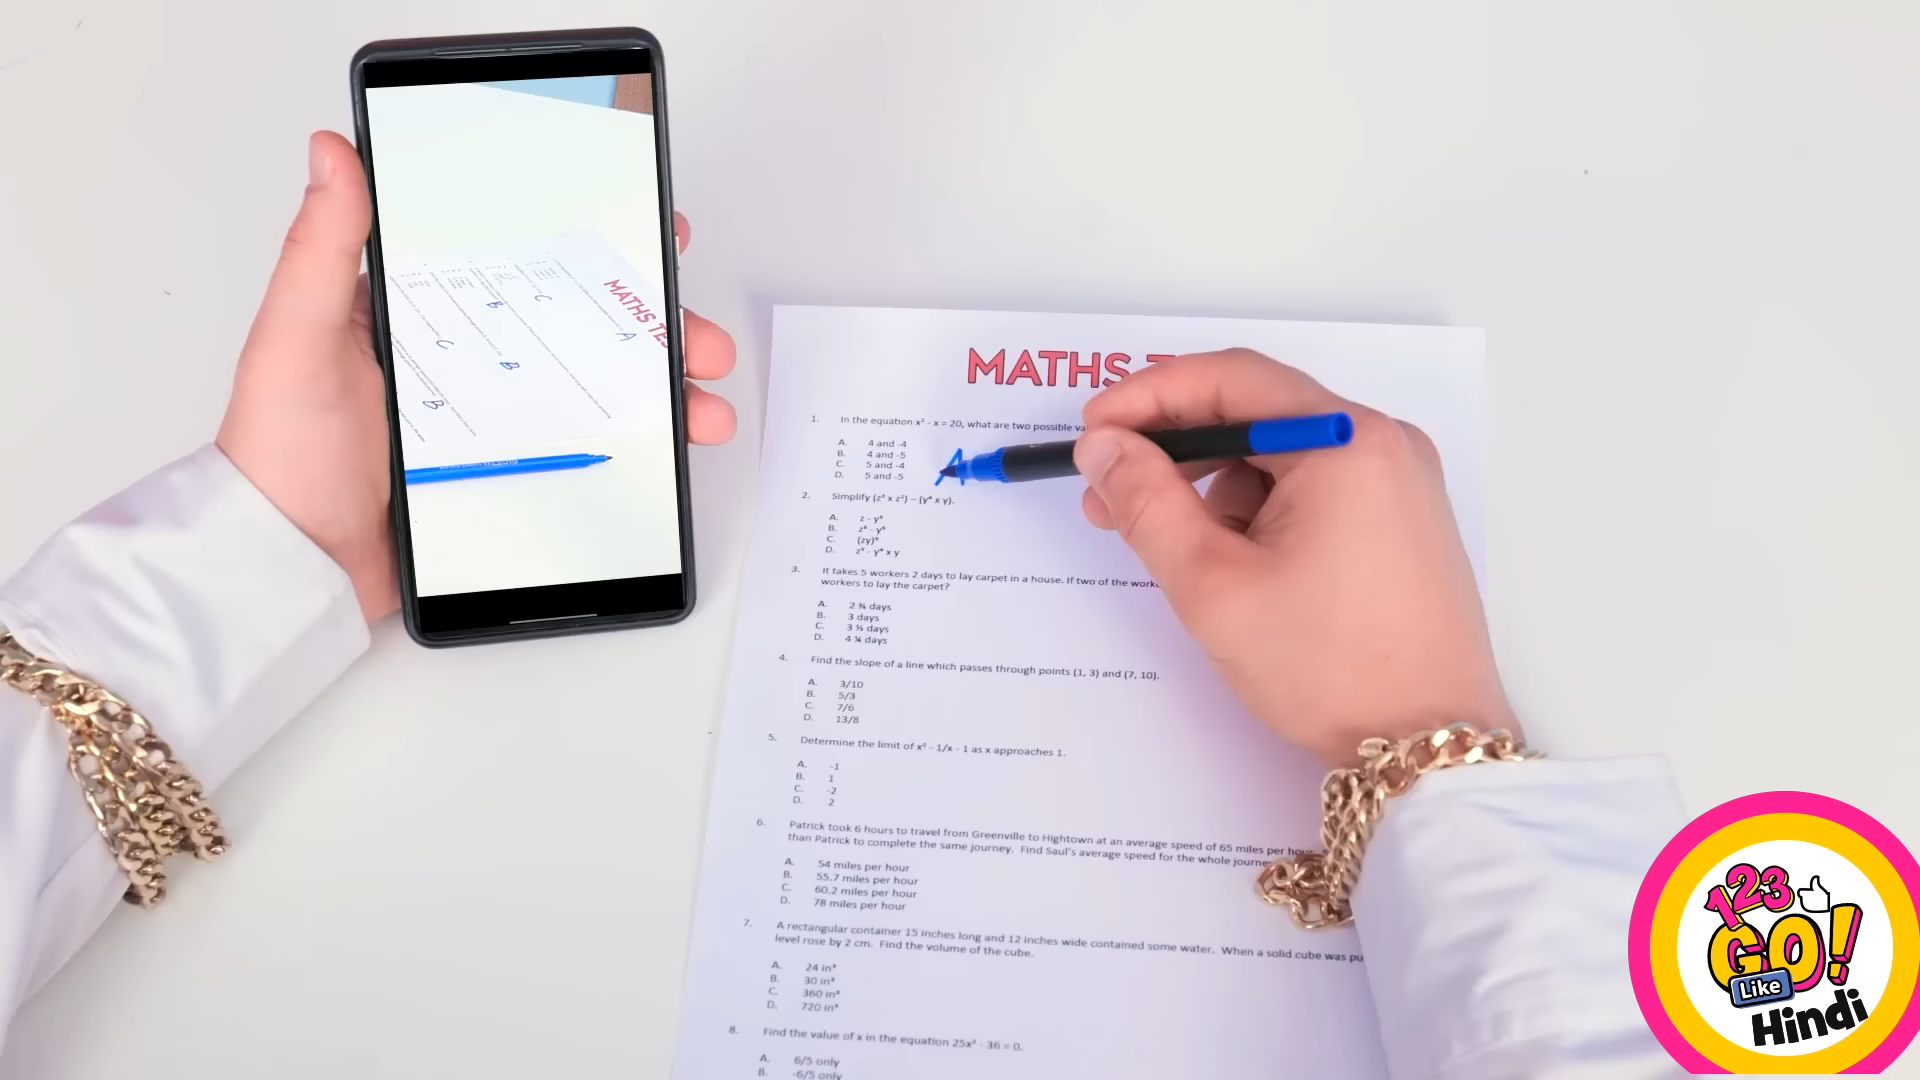 MATHS TES
A
C
B
B
C
B
MATHS T
1. In the equation x² - x = 20, what are two possible va
A. 4 and -4
B. 4 and -5
C. 5 and -4
D. 5 and -5
A
2. Simplify (z³ x z²) – (y⁴ x y).
A. z - y⁵
B. z⁵ - y⁵
C. (zy)⁵
D. z⁵ - y⁴ x y
3. It takes 5 workers 2 days to lay carpet in a house. If two of the work
workers to lay the carpet?
A. 2 ¾ days
B. 3 days
C. 3 ⅓ days
D. 4 ¼ days
4. Find the slope of a line which passes through points (1, 3) and (7, 10).
A. 3/10
B. 5/3
C. 7/6
D. 13/8
5. Determine the limit of x² - 1/x - 1 as x approaches 1.
A. -1
B. 1
C. -2
D. 2
6. Patrick took 6 hours to travel from Greenville to Hightown at an average speed of 65 miles per hour
than Patrick to complete the same journey. Find Saul's average speed for the whole journey
A. 54 miles per hour
B. 55.7 miles per hour
C. 60.2 miles per hour
D. 78 miles per hour
7. A rectangular container 15 inches long and 12 inches wide contained some water. When a solid cube was pu
level rose by 2 cm. Find the volume of the cube.
A. 24 in³
B. 30 in³
C. 360 in³
D. 720 in³
8. Find the value of x in the equation 25x² - 36 = 0.
A. 6/5 only
B. -6/5 only
123
GO!
Like
Hindi